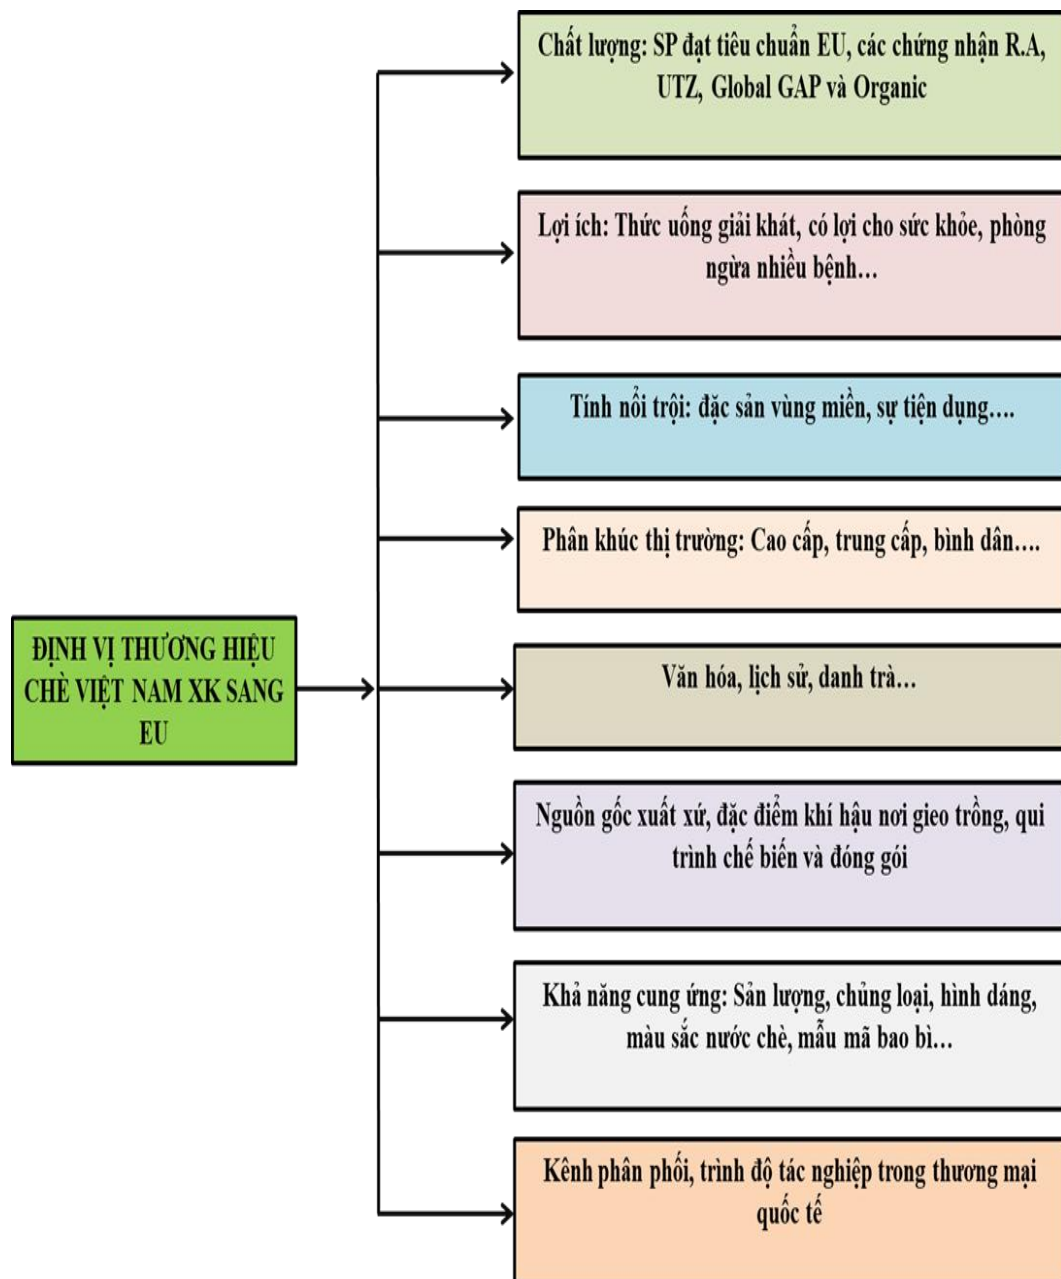 Chất lượng: SP đạt tiêu chuẩn EU, các chứng nhận R.A,
UTZ, Global GAP và Organic
Lợi ích: Thức uống giải khát, có lợi cho sức khỏe, phòng
ngừa nhiều bệnh…
Tính nổi trội: đặc sản vùng miền, sự tiện dụng….
Phân khúc thị trường: Cao cấp, trung cấp, bình dân….
ĐỊNH VỊ THƯƠNG HIỆU
CHÈ VIỆT NAM XK SANG
EU
Văn hóa, lịch sử, danh trà…
Nguồn gốc xuất xứ, đặc điểm khí hậu nơi gieo trồng, qui
trình chế biến và đóng gói
Khả năng cung ứng: Sản lượng, chủng loại, hình dáng,
màu sắc nước chè, mẫu mã bao bì…
Kênh phân phối, trình độ tác nghiệp trong thương mại
quốc tế